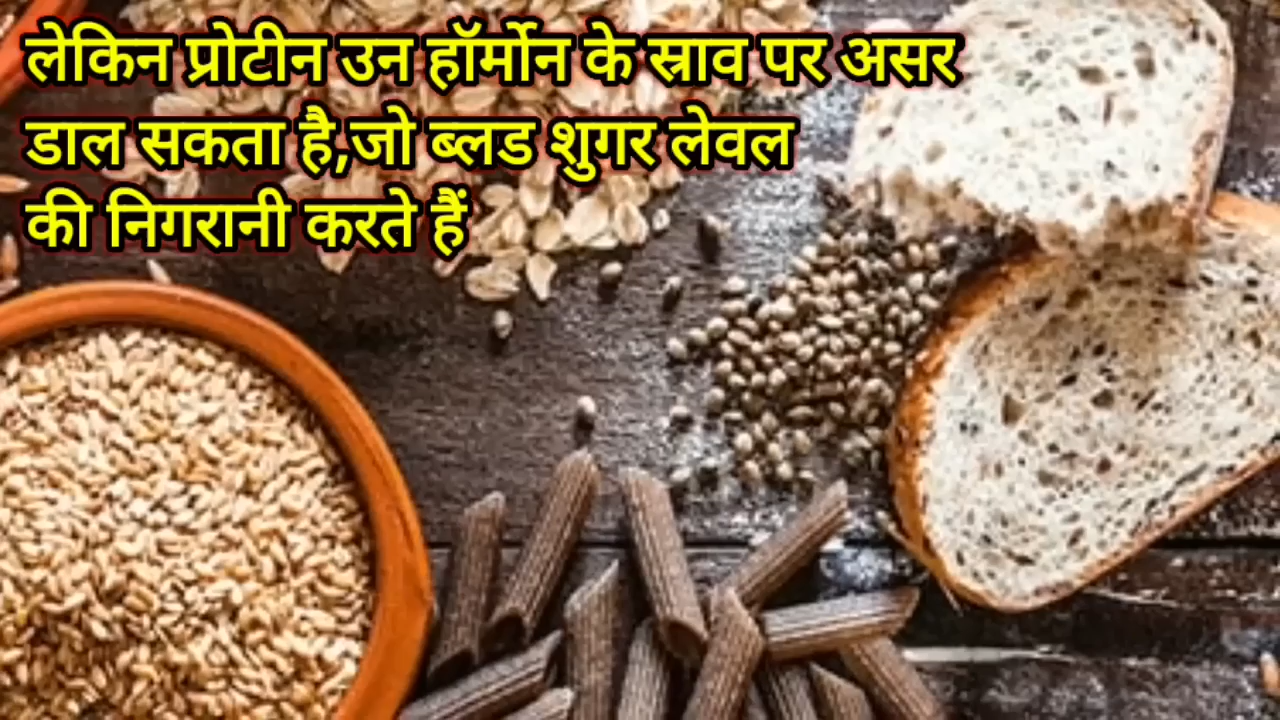 लेकिन प्रोटीन उन हॉर्मोन के स्राव पर असर
डाल सकता है,जो ब्लड शुगर लेवल
की निगरानी करते हैं